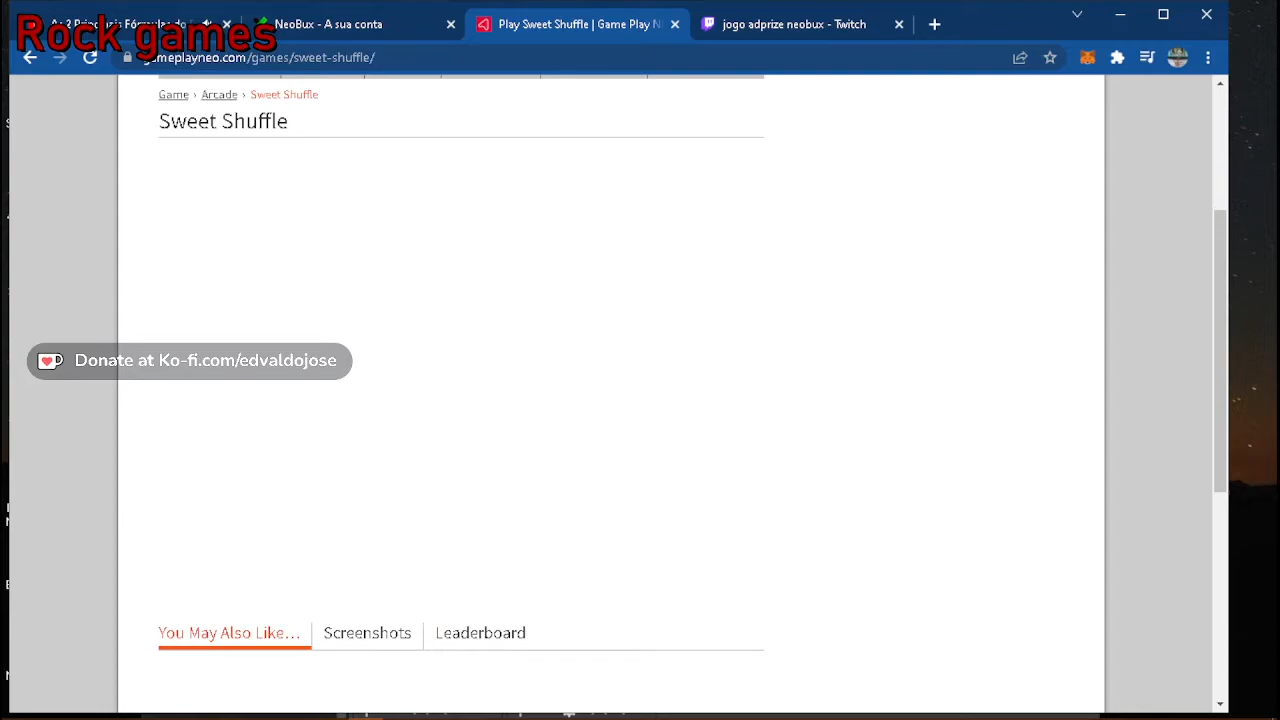 Rock games
NeoBux - A sua conta
Play Sweet Shuffle | Game Play N
jogo adprize neobux - Twitch
gameplayneo.com/games/sweet-shuffle/
Game › Arcade › Sweet Shuffle
Sweet Shuffle
Donate at Ko-fi.com/edvaldojose
You May Also Like...
Screenshots
Leaderboard